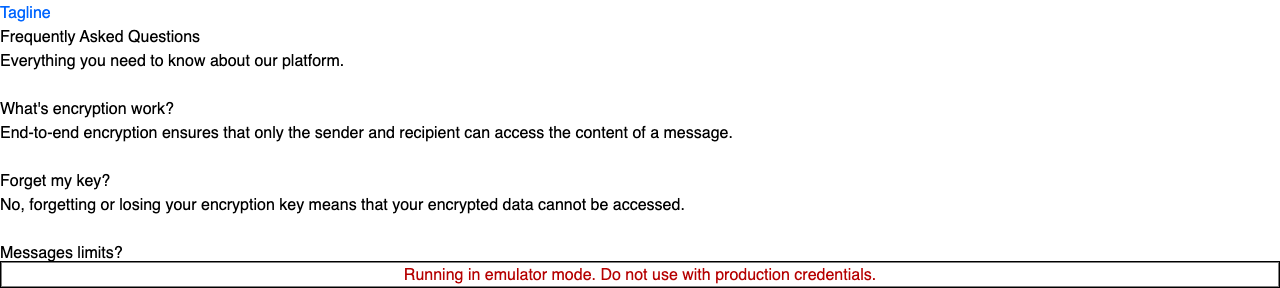 Tagline
Frequently Asked Questions
Everything you need to know about our platform.
What's encryption work?
End-to-end encryption ensures that only the sender and recipient can access the content of a message.
Forget my key?
No, forgetting or losing your encryption key means that your encrypted data cannot be accessed.
Messages limits?
Running in emulator mode. Do not use with production credentials.